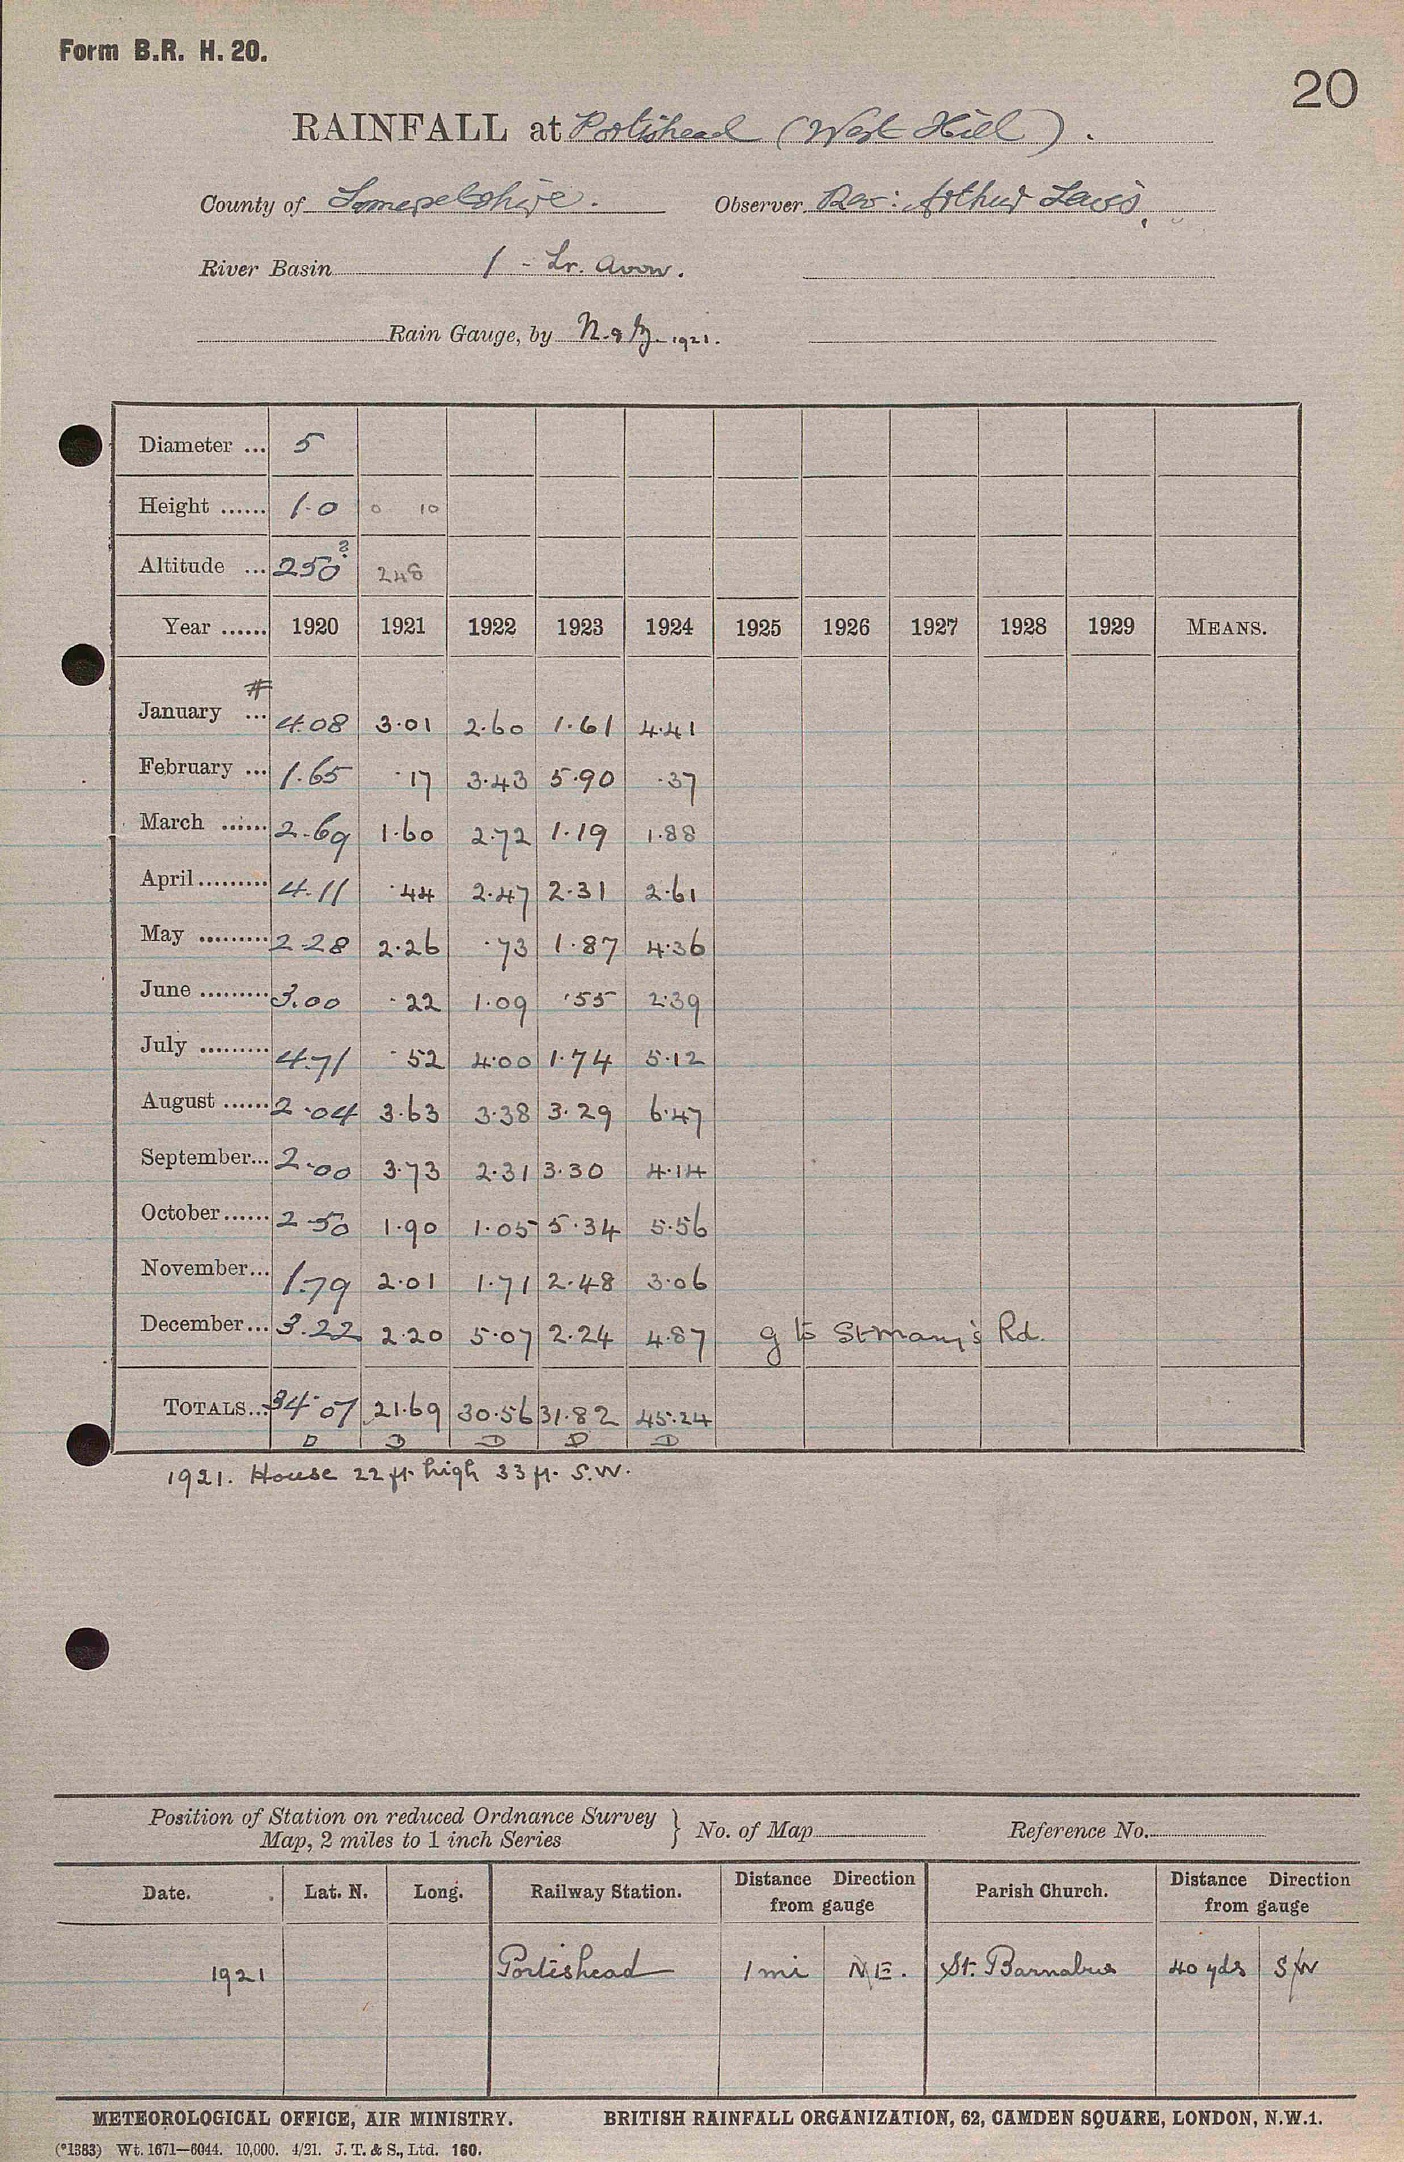 Form B.R. H. 20.
20
RAINFALL at Portishead (West Hill).
County of Somersetshire. Observer Rev: Arthur Lewis,
River Basin 1 - Lr. Avon.
Rain Gauge, by N. & Z. 1921.
Diameter ... 5
Height ...... 1.0 0 10
Altitude ... 250? 248
Year ...... 1920 1921 1922 1923 1924 1925 1926 1927 1928 1929 MEANS.
#
January ... 4.08 3.01 2.60 1.61 4.41
February ... 1.65 .17 3.43 5.90 .37
March ...... 2.69 1.60 2.72 1.19 1.88
April......... 4.11 .44 2.47 2.31 2.61
May ......... 2.28 2.26 .73 1.87 4.36
June ......... 3.00 .22 1.09 .55 2.39
July ......... 4.71 .52 4.00 1.74 5.12
August ...... 2.04 3.63 3.38 3.29 6.47
September... 2.00 3.73 2.31 3.30 4.14
October...... 2.50 1.90 1.05 5.34 5.56
November... 1.79 2.01 1.71 2.48 3.06
December... 3.22 2.20 5.07 2.24 4.87 g to St Mary's Rd.
TOTALS... 34.07 21.69 30.56 31.82 45.24
D D D D D
1921. House 22 ft. high 33 ft. S.W.
Position of Station on reduced Ordnance Survey
Map, 2 miles to 1 inch Series } No. of Map Reference No.
Date. Lat. N. Long. Railway Station. Distance Direction from gauge Parish Church. Distance Direction from gauge
1921 Portishead 1 mi N E. St. Barnabus 40 yds S/W
METEOROLOGICAL OFFICE, AIR MINISTRY. BRITISH RAINFALL ORGANIZATION, 62, CAMDEN SQUARE, LONDON, N.W.1.
(*1383) Wt. 1671—6044. 10,000. 4/21. J. T. & S., Ltd. 160.